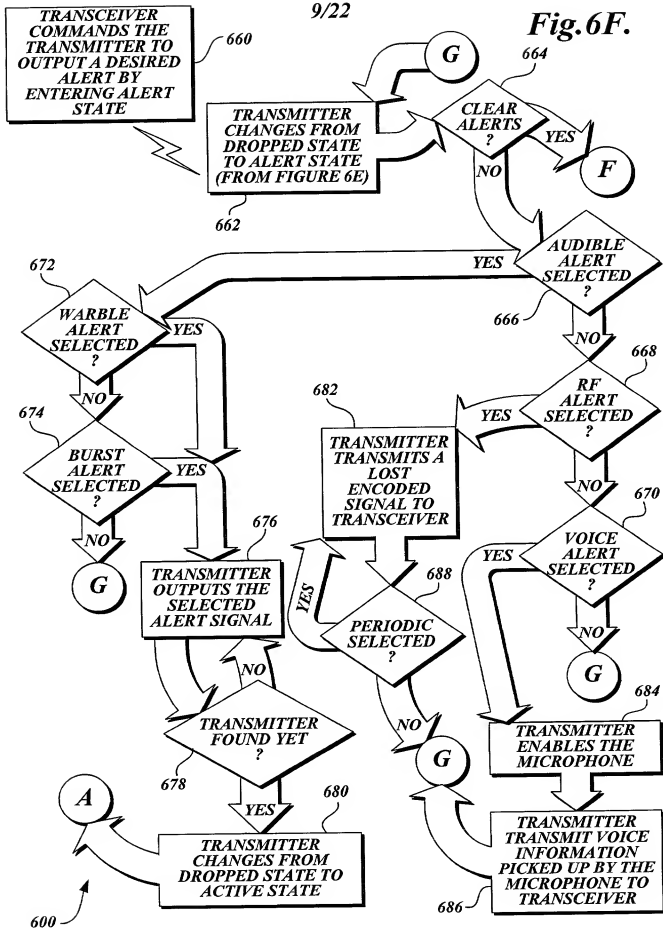 9/22
Fig.6F.
TRANSCEIVER
COMMANDS THE
TRANSMITTER TO
OUTPUT A DESIRED
ALERT BY
ENTERING ALERT
STATE
660
G
664
TRANSMITTER
CHANGES FROM
DROPPED STATE
TO ALERT STATE
(FROM FIGURE 6E)
662
CLEAR
ALERTS
?
YES
F
NO
AUDIBLE
ALERT
SELECTED
?
666
YES
NO
672
WARBLE
ALERT
SELECTED
?
YES
NO
668
RF
ALERT
SELECTED
?
YES
NO
682
TRANSMITTER
TRANSMITS A
LOST
ENCODED
SIGNAL TO
TRANSCEIVER
674
BURST
ALERT
SELECTED
?
YES
NO
G
670
VOICE
ALERT
SELECTED
?
YES
NO
G
676
TRANSMITTER
OUTPUTS THE
SELECTED
ALERT SIGNAL
688
PERIODIC
SELECTED
?
YES
NO
G
NO
TRANSMITTER
FOUND YET
?
678
YES
684
TRANSMITTER
ENABLES THE
MICROPHONE
A
680
TRANSMITTER
CHANGES FROM
DROPPED STATE TO
ACTIVE STATE
TRANSMITTER
TRANSMIT VOICE
INFORMATION
PICKED UP BY THE
MICROPHONE TO
TRANSCEIVER
686
600